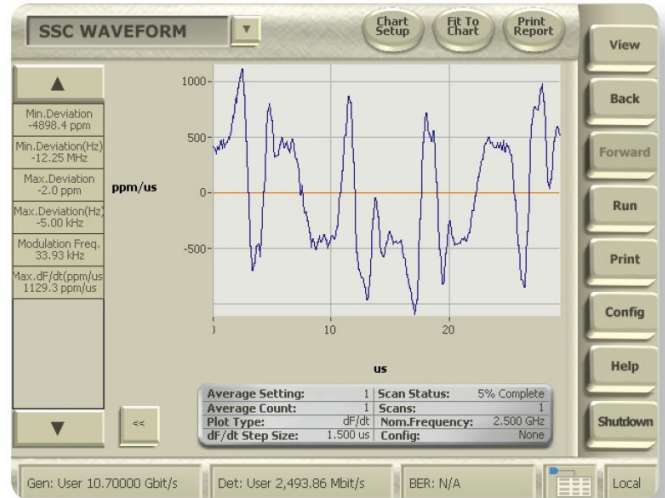 SSC WAVEFORM
Chart Setup
Fit To Chart
Print Report
View
Back
Forward
Run
Print
Config
Help
Shutdown
Min.Deviation
-4898.4 ppm
Min.Deviation(Hz)
-12.25 MHz
Max.Deviation
-2.0 ppm
Max.Deviation(Hz)
-5.00 kHz
Modulation Freq.
33.93 kHz
Max.dF/dt(ppm/us
1129.3 ppm/us
ppm/us
1000
500
0
-500
10
20
us
<<
Average Setting: 1 Scan Status: 5% Complete
Average Count: 1 Scans: 1
Plot Type: dF/dt Nom.Frequency: 2.500 GHz
dF/dt Step Size: 1.500 us Config: None
Gen: User 10.70000 Gbit/s
Det: User 2,493.86 Mbit/s
BER: N/A
Local